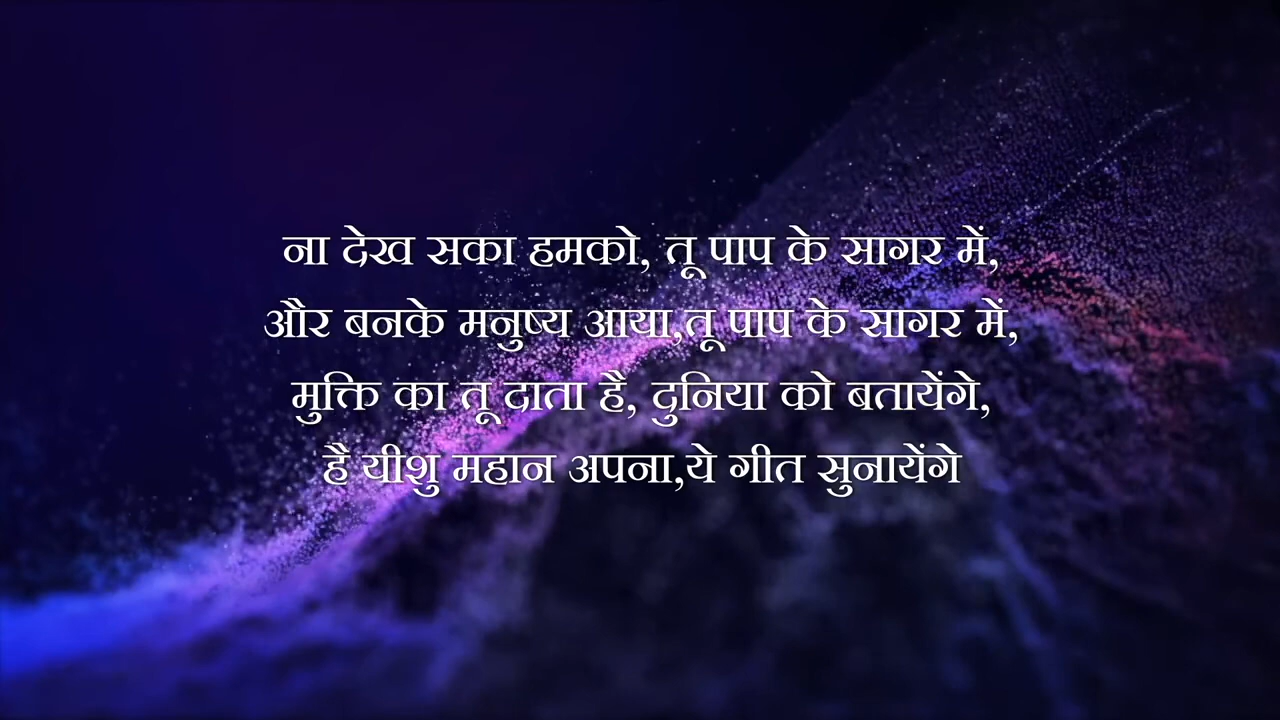 ना देख सका हमको, तू पाप के सागर में,
और बनके मनुष्य आया,तू पाप के सागर में,
मुक्ति का तू दाता है, दुनिया को बतायेंगे,
है यीशु महान अपना,ये गीत सुनायेंगे